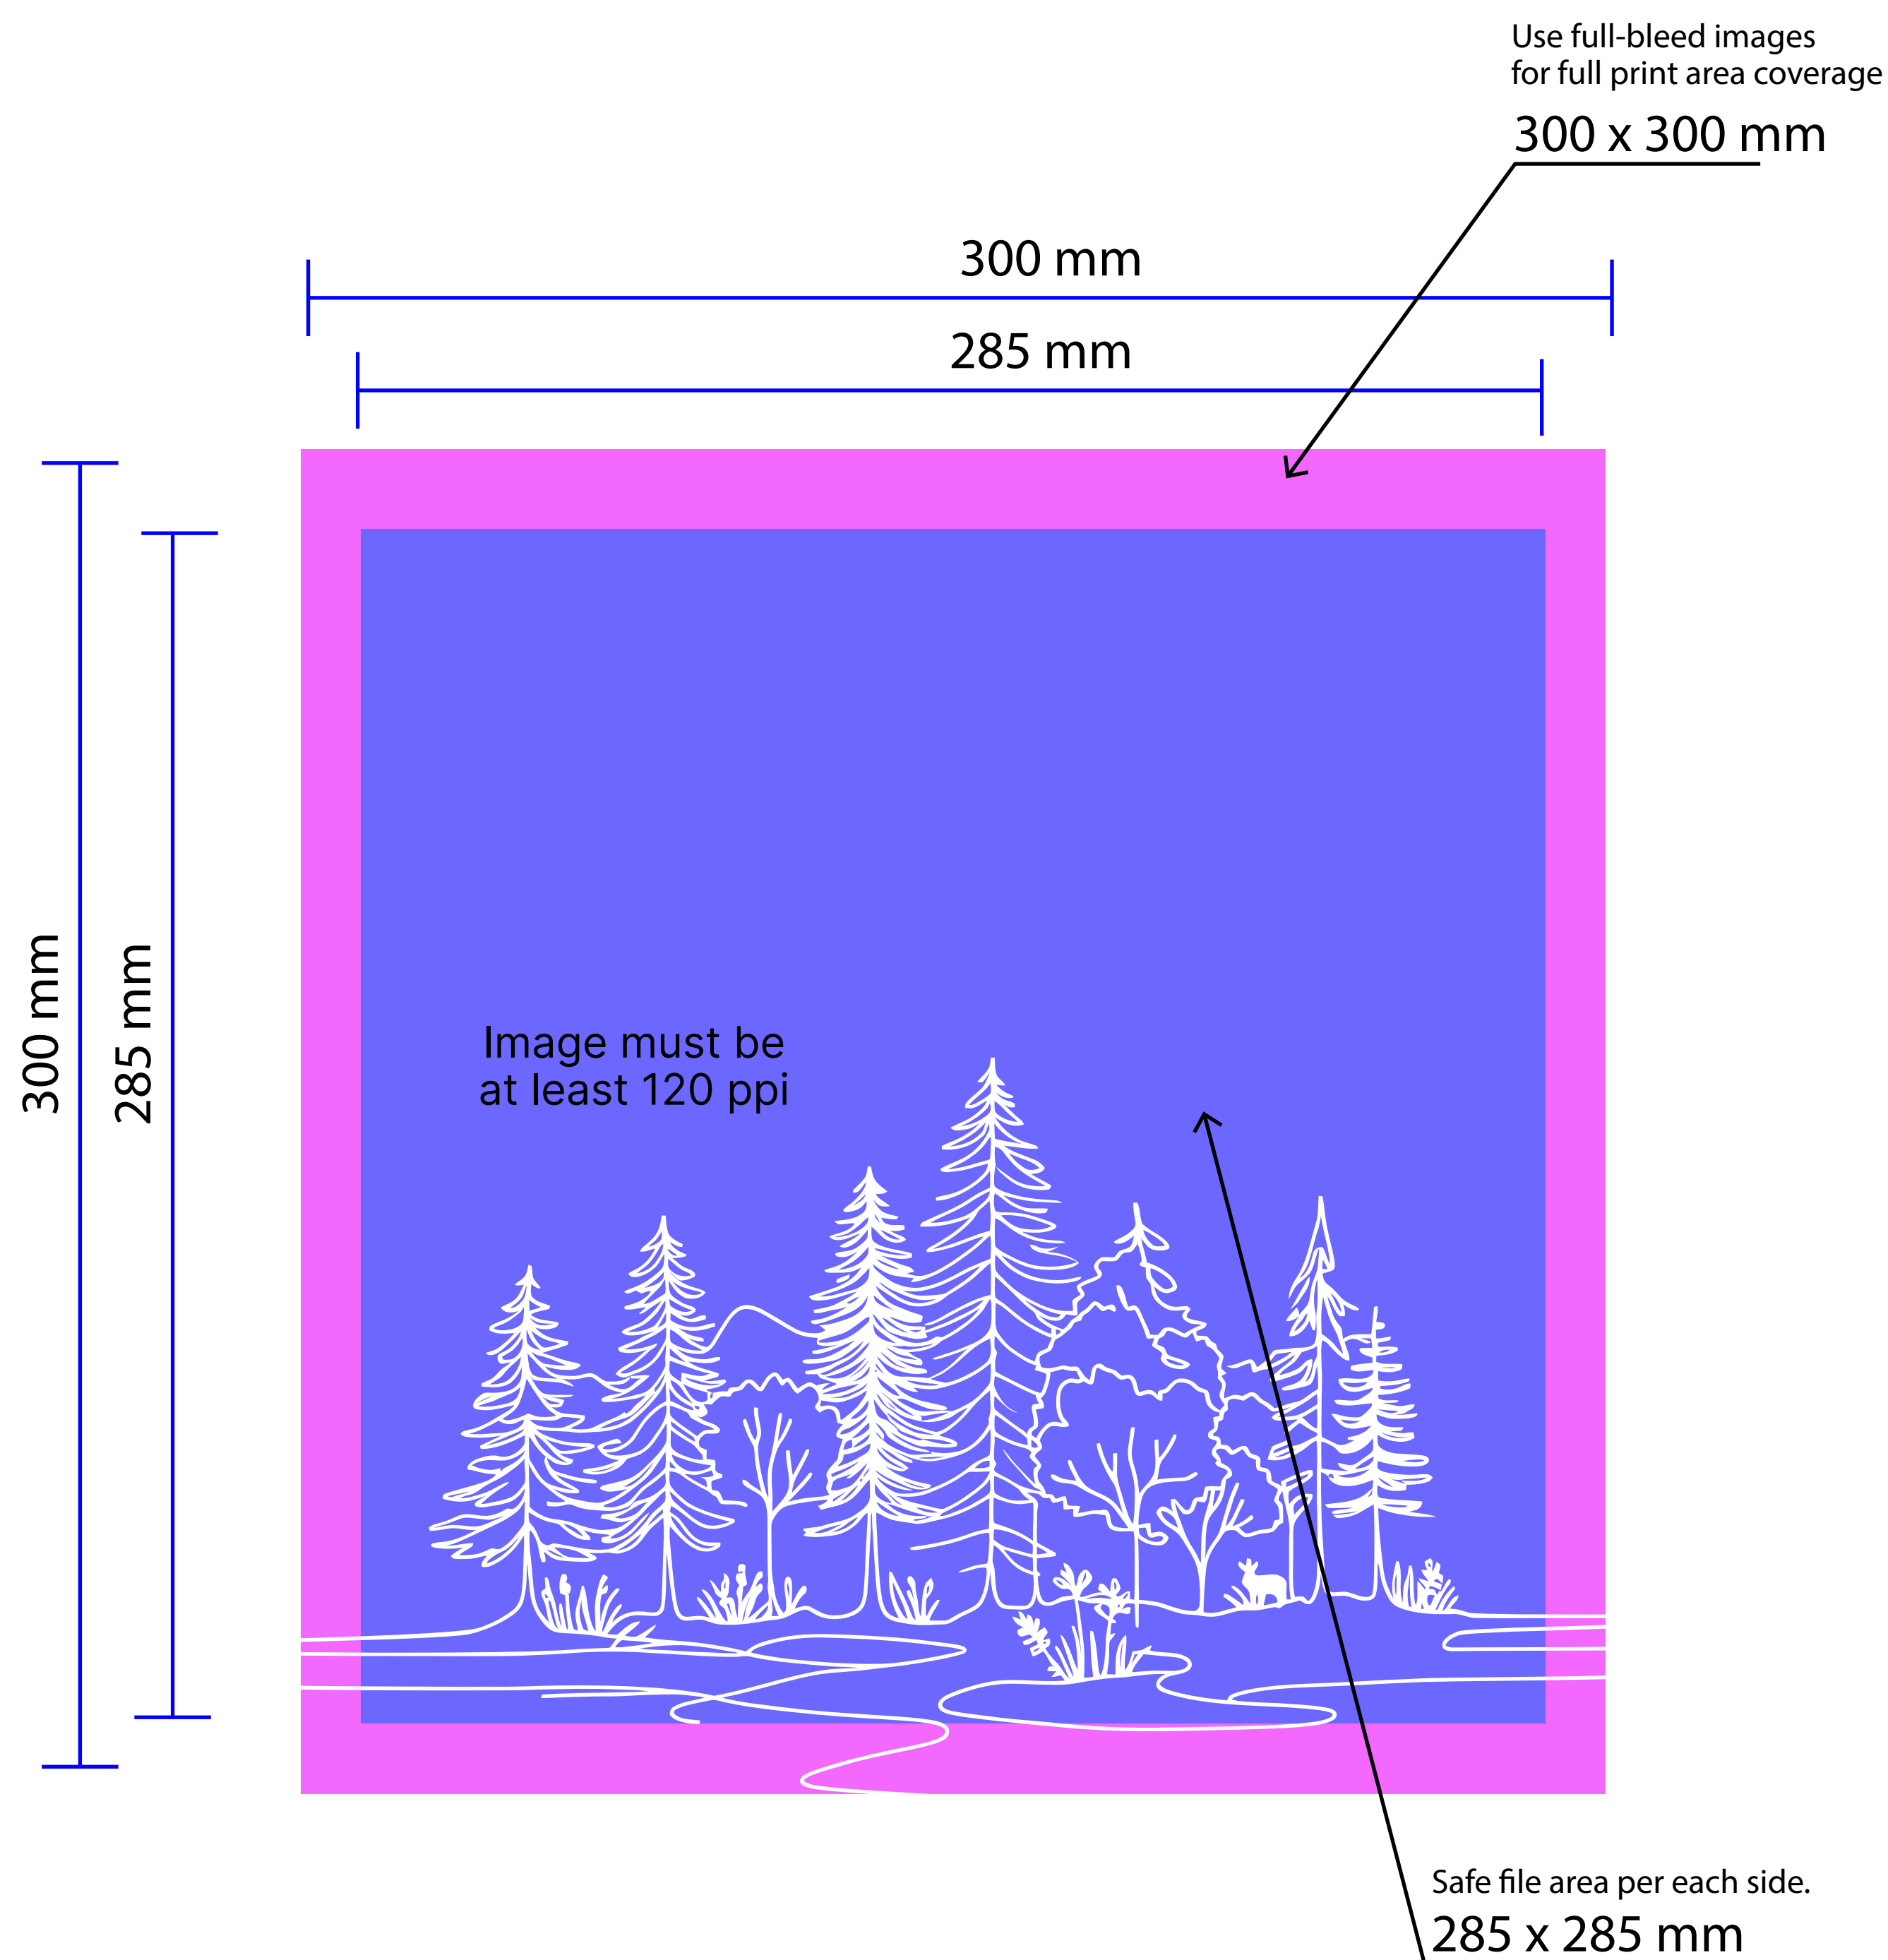 Use full-bleed images
for full print area coverage
300 x 300 mm
300 mm
285 mm
300 mm
285 mm
Image must be
at least 120 ppi
Safe file area per each side.
285 x 285 mm